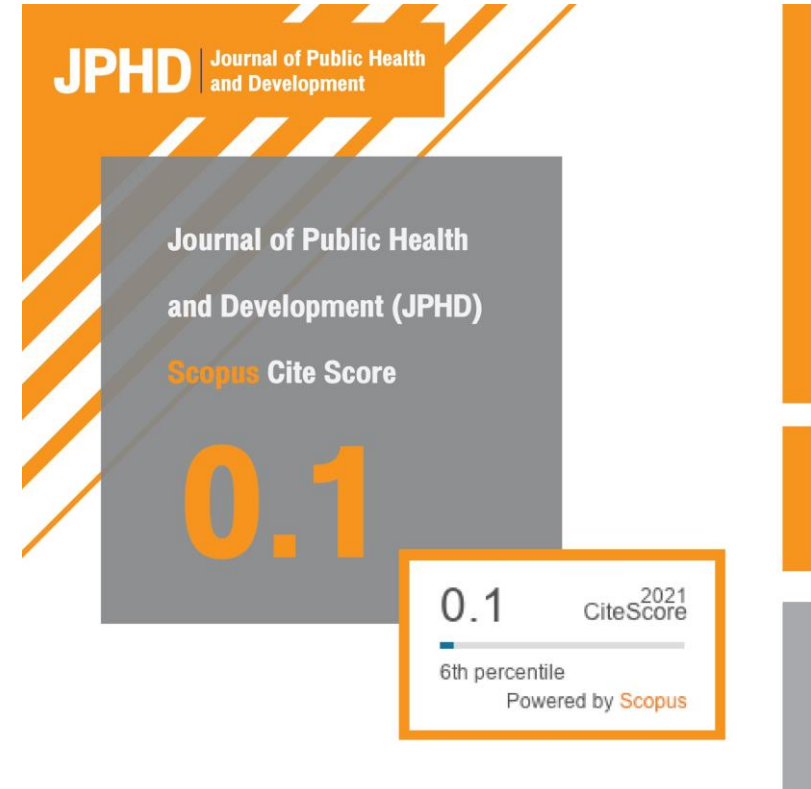 JPHD
Journal of Public Health
and Development
Journal of Public Health
and Development (JPHD)
Scopus Cite Score
0.1
0.1
2021
CiteScore
6th percentile
Powered by Scopus